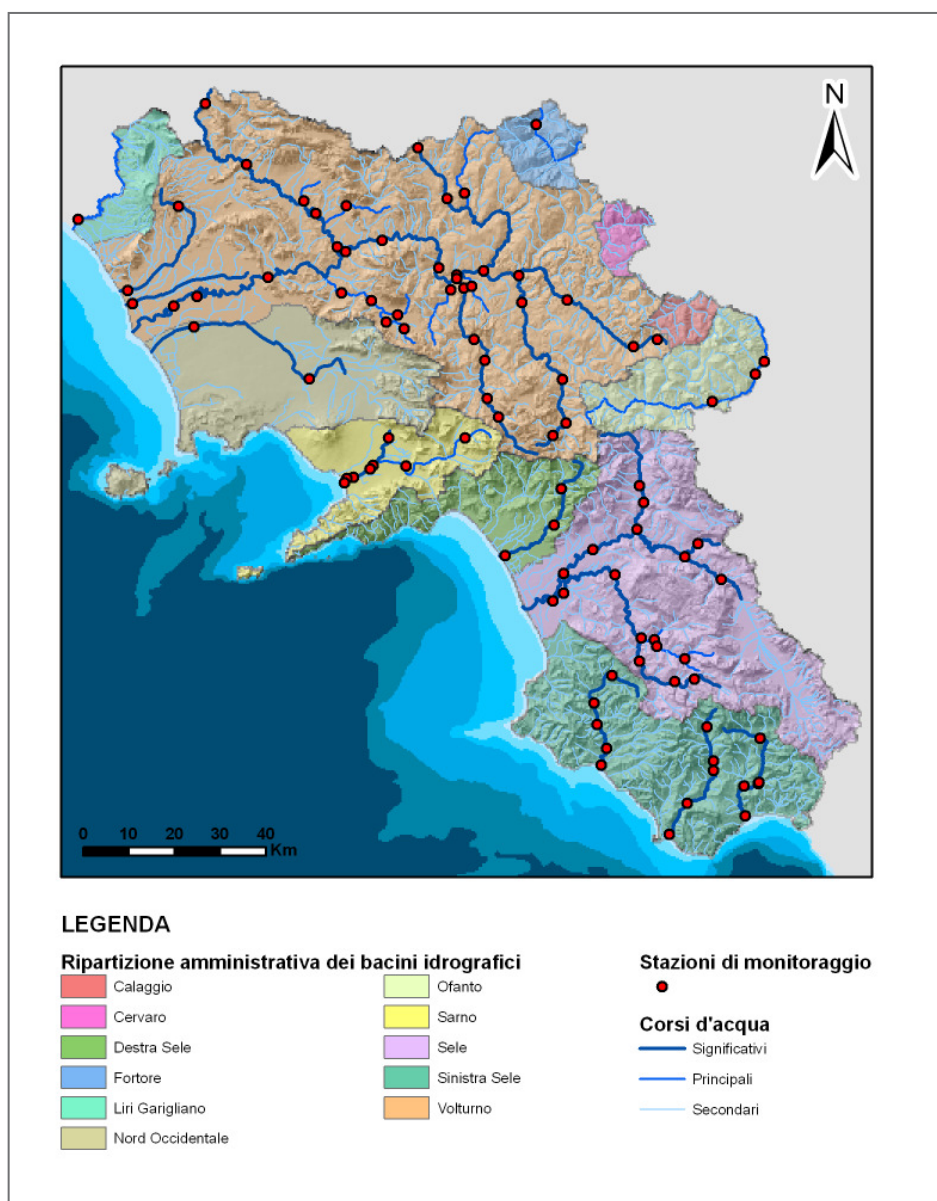 N
0 10 20 30 40
Km
LEGENDA
Ripartizione amministrativa dei bacini idrografici
Calaggio
Cervaro
Destra Sele
Fortore
Liri Garigliano
Nord Occidentale
Ofanto
Sarno
Sele
Sinistra Sele
Volturno
Stazioni di monitoraggio
Corsi d'acqua
Significativi
Principali
Secondari